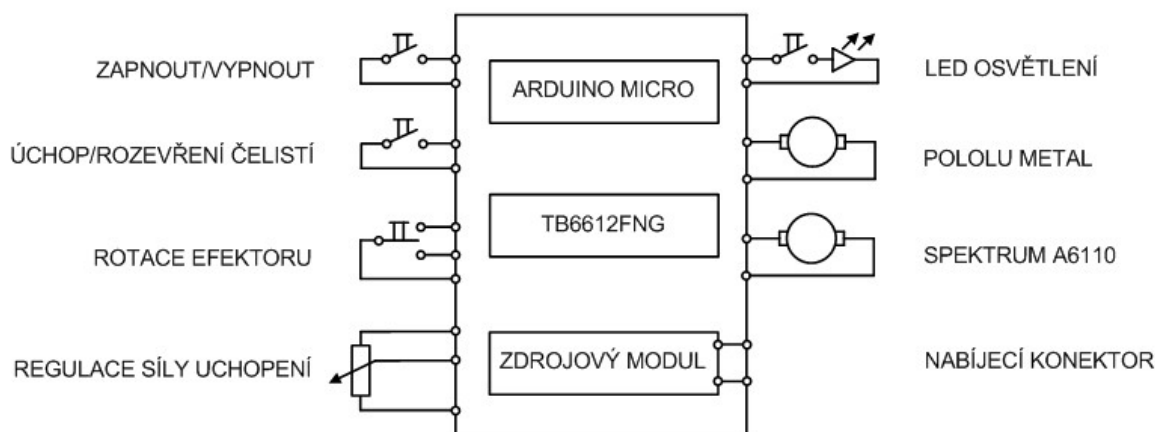 ZAPNOUT/VYPNOUT
ÚCHOP/ROZEVŘENÍ ČELISTÍ
ROTACE EFEKTORU
REGULACE SÍLY UCHOPENÍ
ARDUINO MICRO
TB6612FNG
ZDROJOVÝ MODUL
LED OSVĚTLENÍ
POLOLU METAL
SPEKTRUM A6110
NABÍJECÍ KONEKTOR